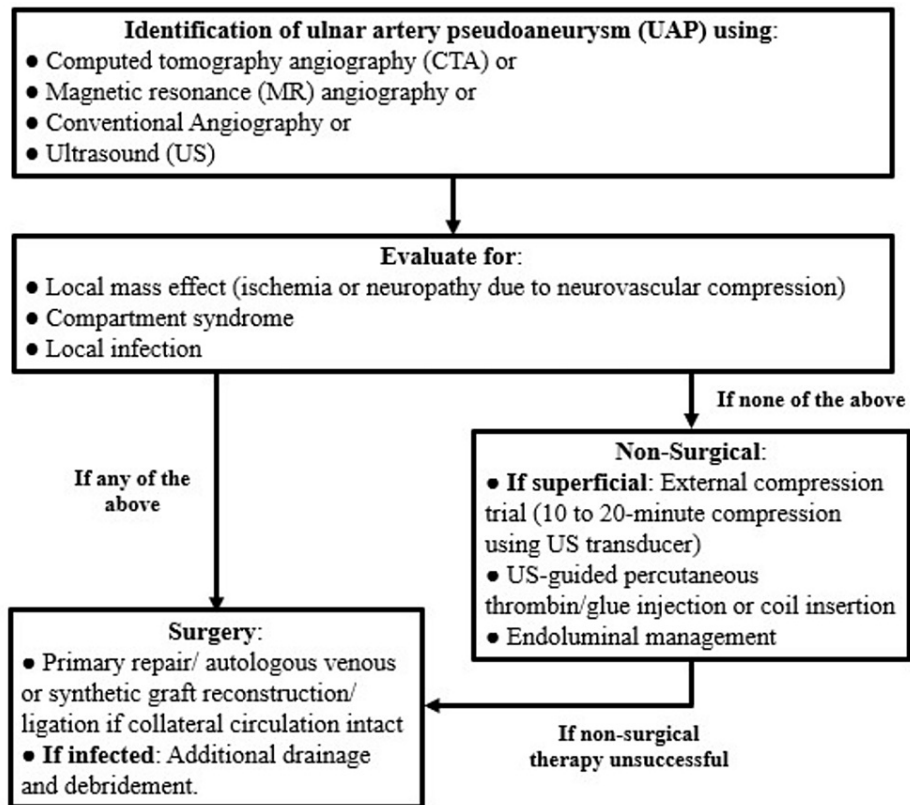 Identification of ulnar artery pseudoaneurysm (UAP) using:
● Computed tomography angiography (CTA) or
● Magnetic resonance (MR) angiography or
● Conventional Angiography or
● Ultrasound (US)
Evaluate for:
● Local mass effect (ischemia or neuropathy due to neurovascular compression)
● Compartment syndrome
● Local infection
If none of the above
If any of the
above
Non-Surgical:
● If superficial: External compression
trial (10 to 20-minute compression
using US transducer)
● US-guided percutaneous
thrombin/glue injection or coil insertion
● Endoluminal management
Surgery:
● Primary repair/ autologous venous
or synthetic graft reconstruction/
ligation if collateral circulation intact
● If infected: Additional drainage
and debridement.
If non-surgical
therapy unsuccessful